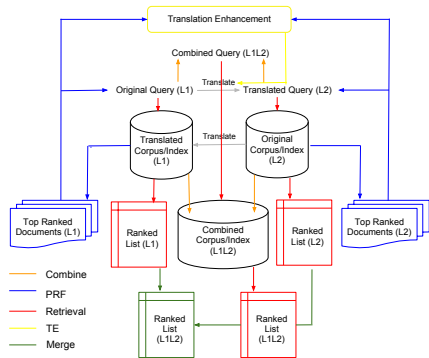 Translation Enhancement
Combined Query (L1L2)
Translate
Original Query (L1)
Translated Query (L2)
Translated
Corpus/Index
(L1)
Translate
Original
Corpus/Index
(L2)
Top Ranked
Documents (L1)
Ranked
List (L1)
Combined
Corpus/Index
(L1L2)
Ranked
List (L2)
Top Ranked
Documents (L2)
Combine
PRF
Retrieval
TE
Merge
Ranked
List
(L1L2)
Ranked
List
(L1L2)